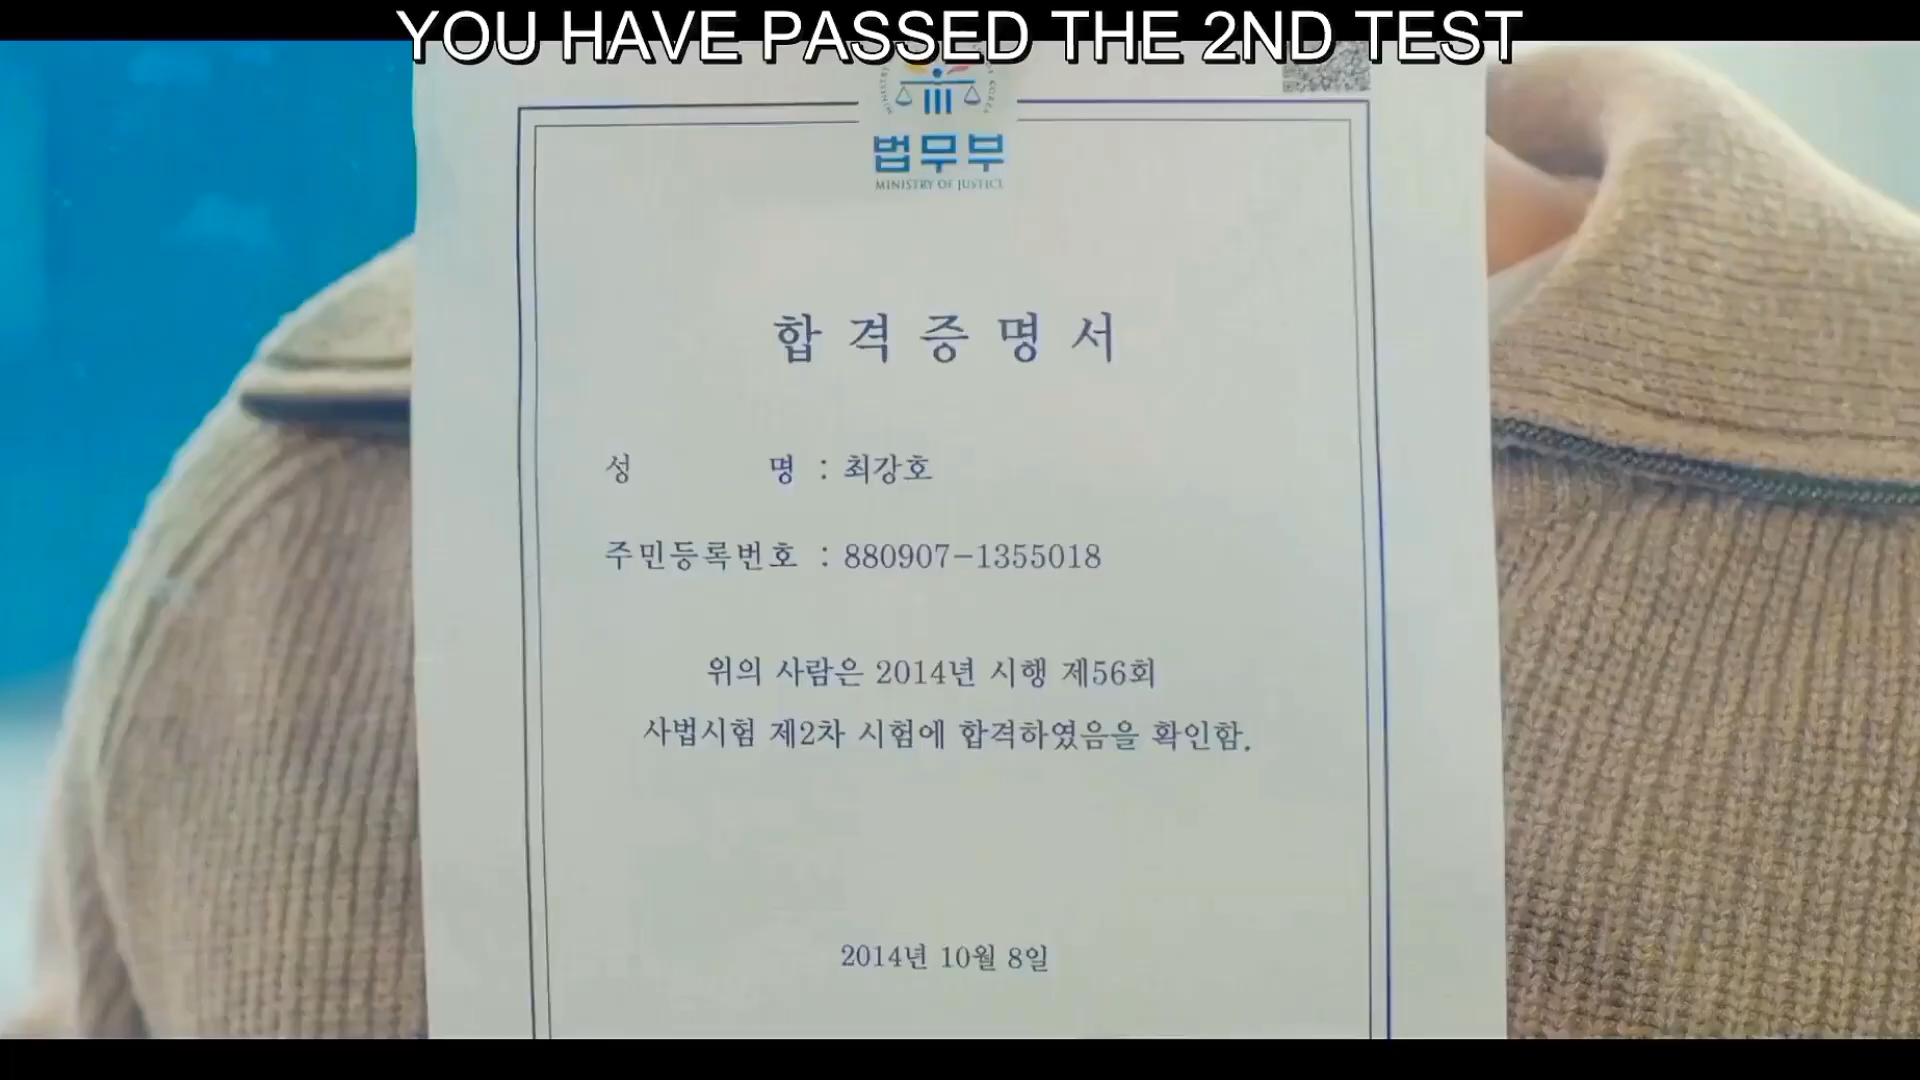 YOU HAVE PASSED THE 2ND TEST
법무부
MINISTRY OF JUSTICE
합격증명서
성 명 : 최강호
주민등록번호 : 880907-1355018
위의 사람은 2014년 시행 제56회
사법시험 제2차 시험에 합격하였음을 확인함.
2014년 10월 8일